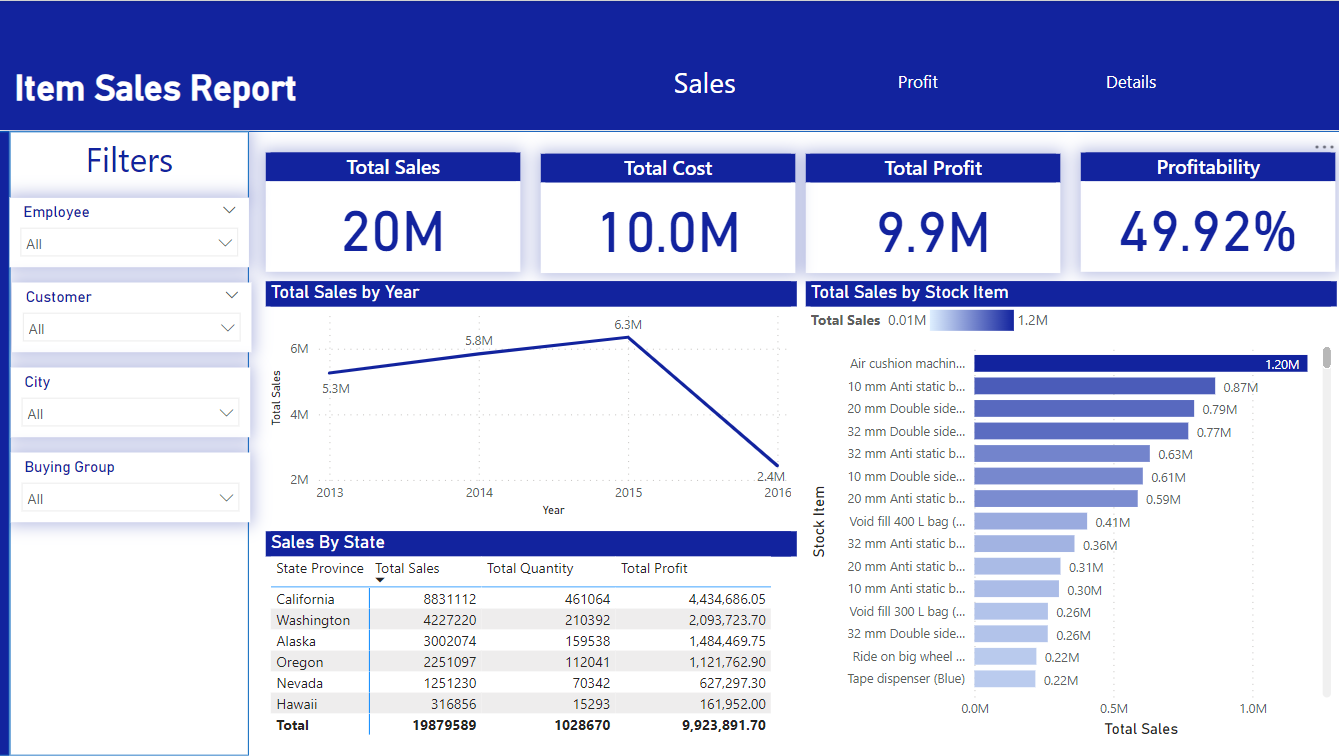 Item Sales Report
Sales
Profit
Details
Filters
Employee
All
Customer
All
City
All
Buying Group
All
Total Sales
20M
Total Cost
10.0M
Total Profit
9.9M
Profitability
49.92%
Total Sales by Year
6M
4M
2M
Total Sales
5.3M
5.8M
6.3M
2.4M
2013 2014 2015 2016
Year
Sales By State
State Province Total Sales Total Quantity Total Profit
California 8831112 461064 4,434,686.05
Washington 4227220 210392 2,093,723.70
Alaska 3002074 159538 1,484,469.75
Oregon 2251097 112041 1,121,762.90
Nevada 1251230 70342 627,297.30
Hawaii 316856 15293 161,952.00
Total 19879589 1028670 9,923,891.70
Total Sales by Stock Item
Total Sales 0.01M 1.2M
Stock Item
Air cushion machin... 1.20M
10 mm Anti static b... 0.87M
20 mm Double side... 0.79M
32 mm Double side... 0.77M
32 mm Anti static b... 0.63M
10 mm Double side... 0.61M
20 mm Anti static b... 0.59M
Void fill 400 L bag (... 0.41M
32 mm Anti static b... 0.36M
20 mm Anti static b... 0.31M
10 mm Anti static b... 0.30M
Void fill 300 L bag (... 0.26M
32 mm Double side... 0.26M
Ride on big wheel ... 0.22M
Tape dispenser (Blue) 0.22M
0.0M 0.5M 1.0M
Total Sales